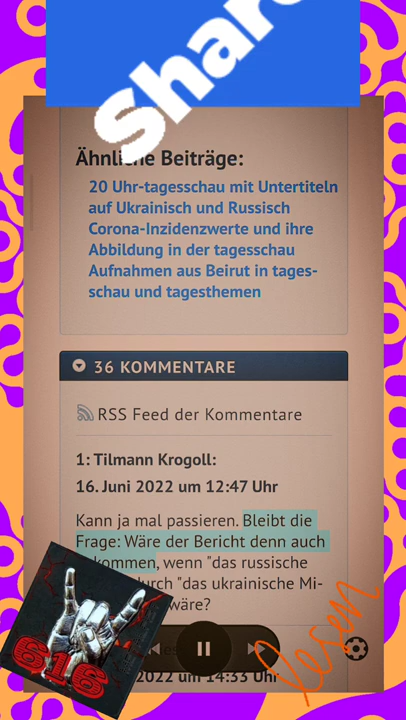 Share
Ähnliche Beiträge:
20 Uhr-tagesschau mit Untertiteln
auf Ukrainisch und Russisch
Corona-Inzidenzwerte und ihre
Abbildung in der tagesschau
Aufnahmen aus Beirut in tages-
schau und tagesthemen
36 KOMMENTARE
RSS Feed der Kommentare
1: Tilmann Krogoll:
16. Juni 2022 um 12:47 Uhr
Kann ja mal passieren. Bleibt die
Frage: Wäre der Bericht denn auch
kommen, wenn "das russische
durch "das ukrainische Mi-
wäre?
2022 um 14:33 Uhr
616
Lesen